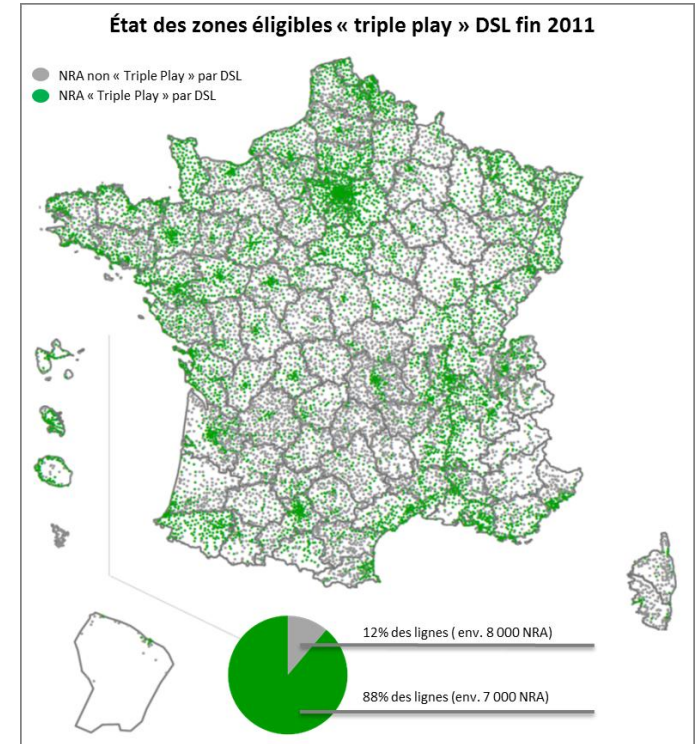 État des zones éligibles « triple play » DSL fin 2011
NRA non « Triple Play » par DSL
NRA « Triple Play » par DSL
12% des lignes ( env. 8 000 NRA)
88% des lignes (env. 7 000 NRA)